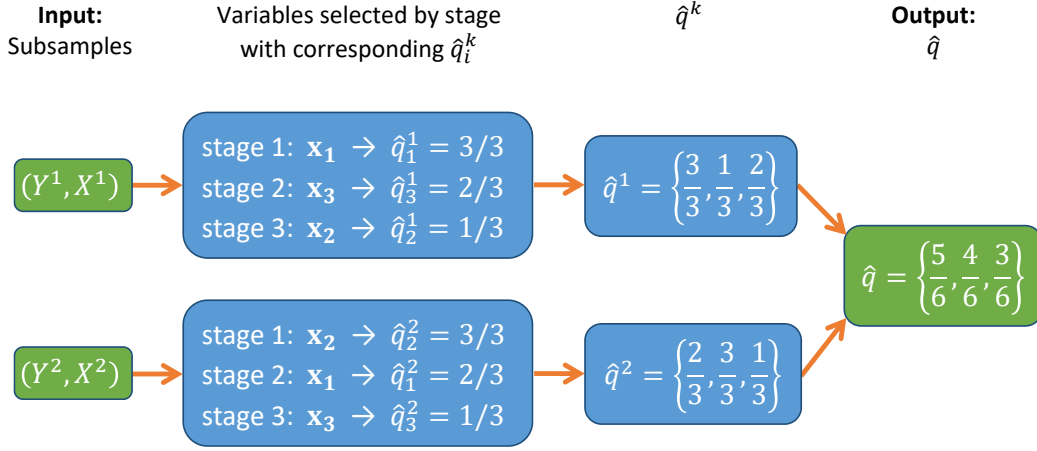 Input:
Subsamples
Variables selected by stage
with corresponding q̂ᵢᵏ
q̂ᵏ
Output:
q̂
(Y¹, X¹)
stage 1: x₁ → q̂₁¹ = 3/3
stage 2: x₃ → q̂₃¹ = 2/3
stage 3: x₂ → q̂₂¹ = 1/3
q̂¹ = {3/3, 1/3, 2/3}
q̂ = {5/6, 4/6, 3/6}
(Y², X²)
stage 1: x₂ → q̂₂² = 3/3
stage 2: x₁ → q̂₁² = 2/3
stage 3: x₃ → q̂₃² = 1/3
q̂² = {2/3, 3/3, 1/3}